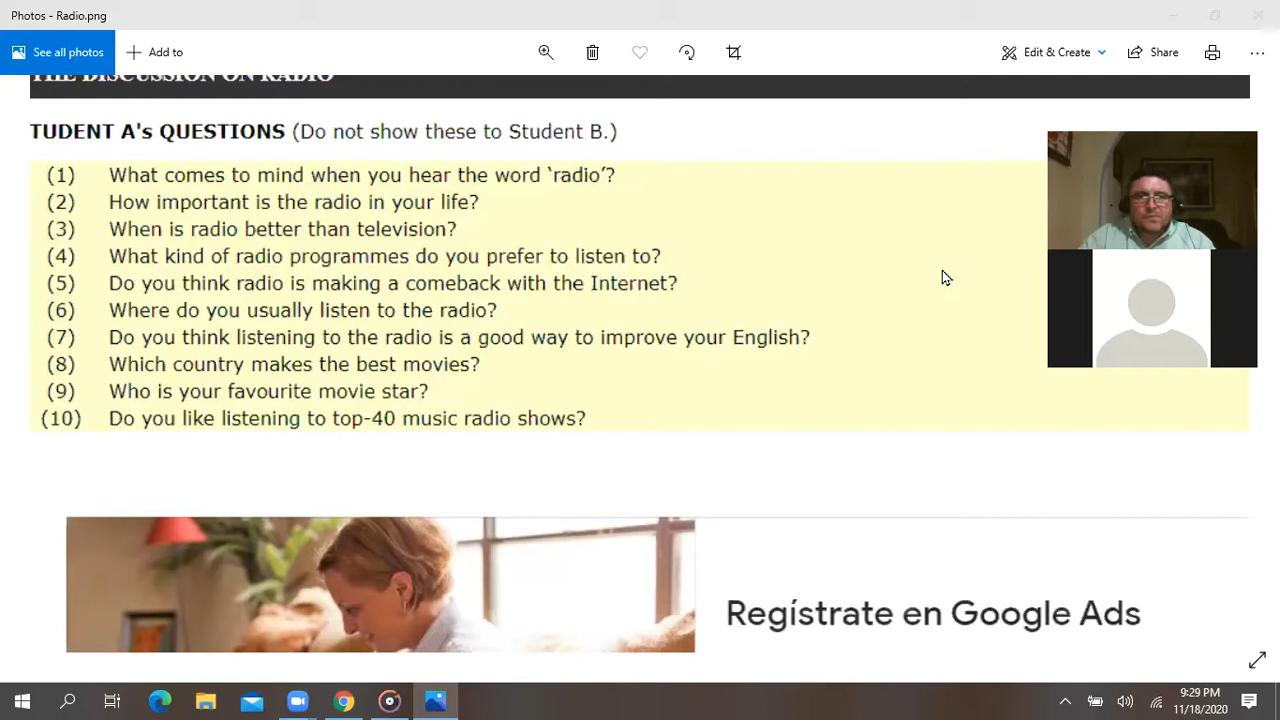 Photos - Radio.png
See all photos
Add to
Edit & Create
Share
THE DISCUSSION ON RADIO
TUDENT A's QUESTIONS (Do not show these to Student B.)
(1) What comes to mind when you hear the word ‘radio’?
(2) How important is the radio in your life?
(3) When is radio better than television?
(4) What kind of radio programmes do you prefer to listen to?
(5) Do you think radio is making a comeback with the Internet?
(6) Where do you usually listen to the radio?
(7) Do you think listening to the radio is a good way to improve your English?
(8) Which country makes the best movies?
(9) Who is your favourite movie star?
(10) Do you like listening to top-40 music radio shows?
Regístrate en Google Ads
9:29 PM
11/18/2020